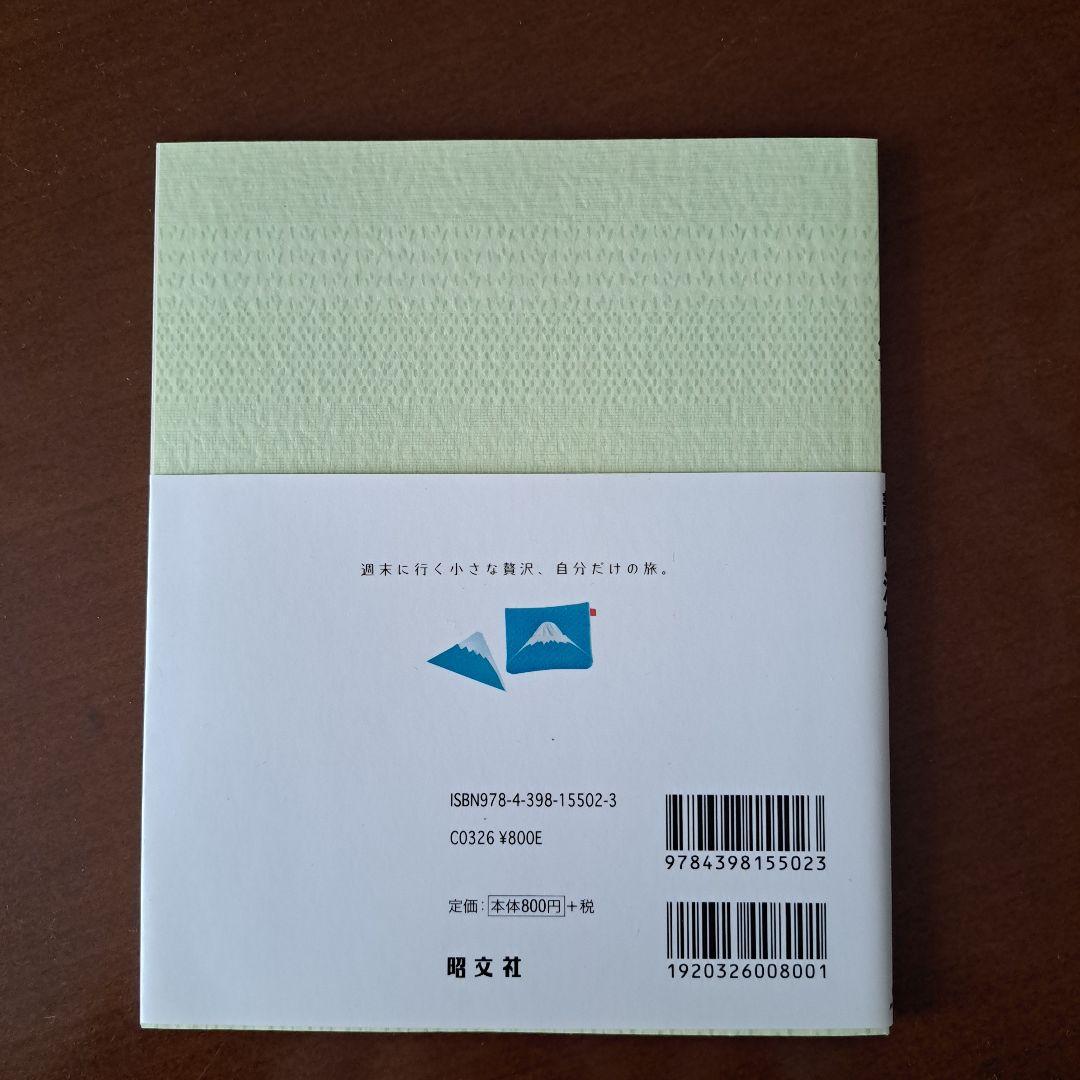 週末に行く小さな贅沢、自分だけの旅。
ISBN978-4-398-15502-3
C0326 ¥800E
定価：本体800円＋税
昭文社
9784398155023
1920326008001